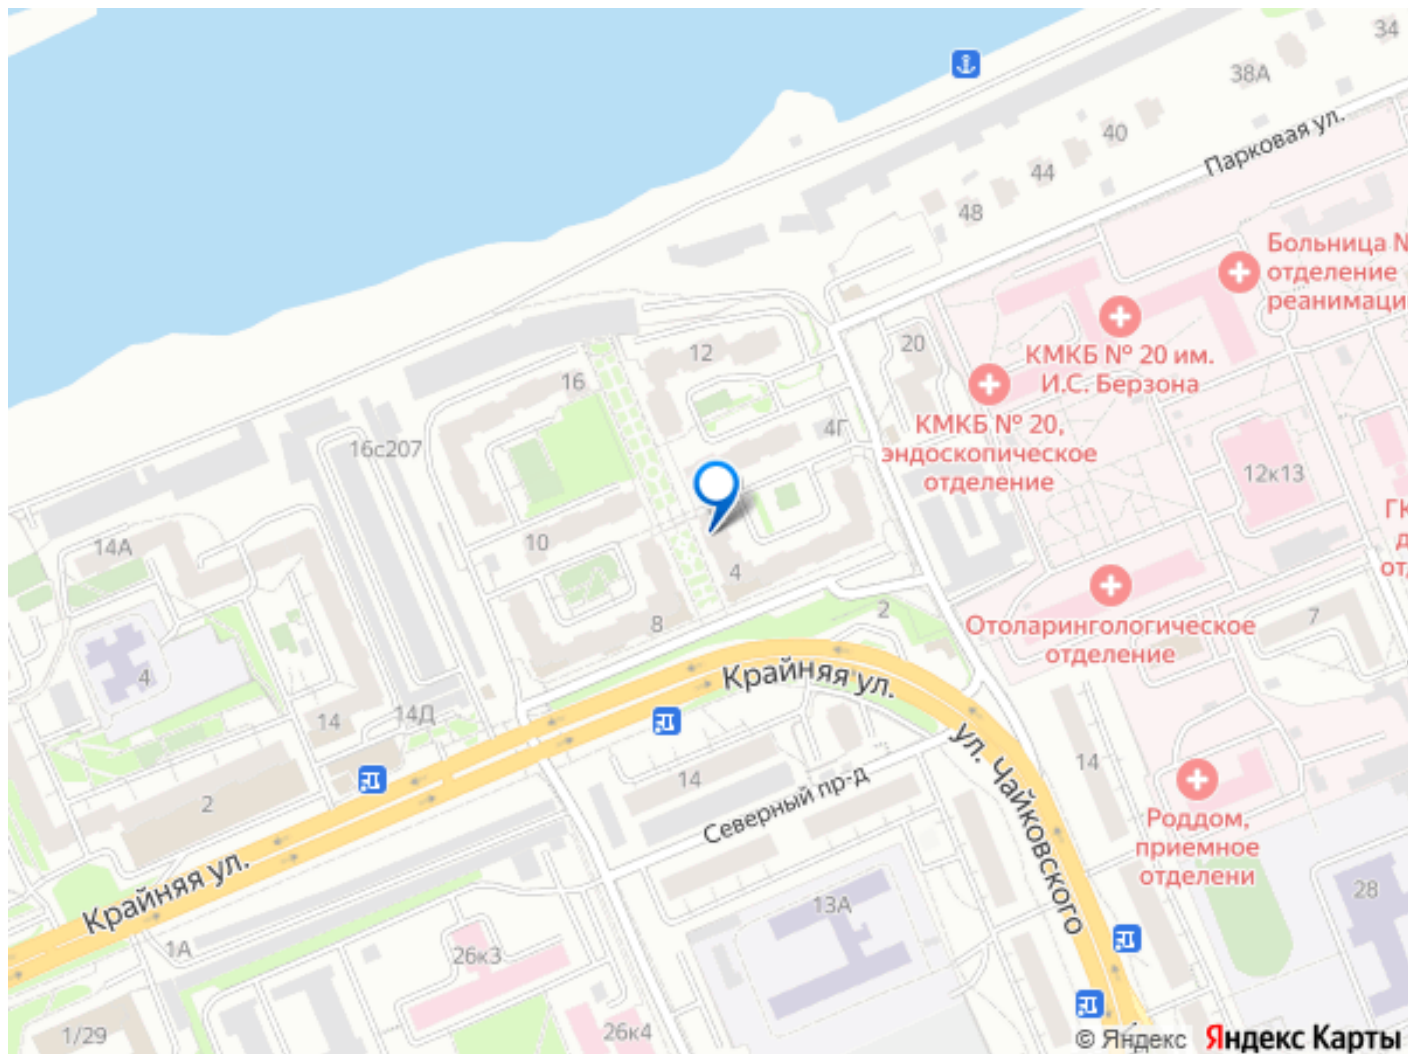 34
38А
40
Парковая ул.
44
48
Больница №
отделение
реанимаци
20
КМКБ № 20 им.
И.С. Берзона
12
16
4Г
КМКБ № 20,
эндоскопическое
отделение
16с207
12к13
ГК
д
от
10
14А
4
2
8
Отоларингологическое
отделение
7
4
Крайняя ул.
14
14Д
ул. Чайковского
14
14
Северный пр-д
2
Роддом,
приемное
отделени
Крайняя ул.
13А
28
1А
26к3
26к4
1/29
© Яндекс Яндекс Карты